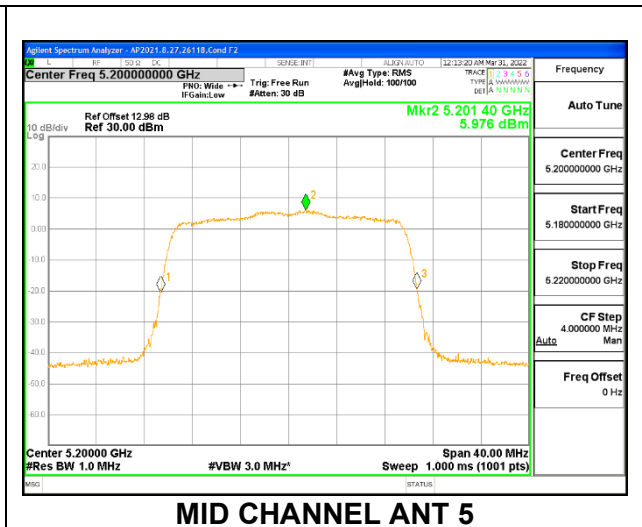 Agilent Spectrum Analyzer - AP2021.8.27,26118,Cond F2
L RF 50 Ω DC SENSE:INT ALIGN AUTO 12:13:20 AM Mar 31, 2022
Center Freq 5.200000000 GHz
PNO: Wide
IFGain:Low
Trig: Free Run
#Atten: 30 dB
#Avg Type: RMS
Avg|Hold: 100/100
TRACE 1 2 3 4 5 6
TYPE A WWWWW
DET A N N N N N
Frequency
Mkr2 5.201 40 GHz
5.976 dBm
Ref Offset 12.98 dB
10 dB/div Ref 30.00 dBm
Log
20.0
10.0
0.00
-10.0
-20.0
-30.0
-40.0
-50.0
-60.0
1
2
3
Center 5.20000 GHz Span 40.00 MHz
#Res BW 1.0 MHz #VBW 3.0 MHz* Sweep 1.000 ms (1001 pts)
MSG STATUS
Auto Tune
Center Freq
5.200000000 GHz
Start Freq
5.180000000 GHz
Stop Freq
5.220000000 GHz
CF Step
4.000000 MHz
Auto Man
Freq Offset
0 Hz
MID CHANNEL ANT 5